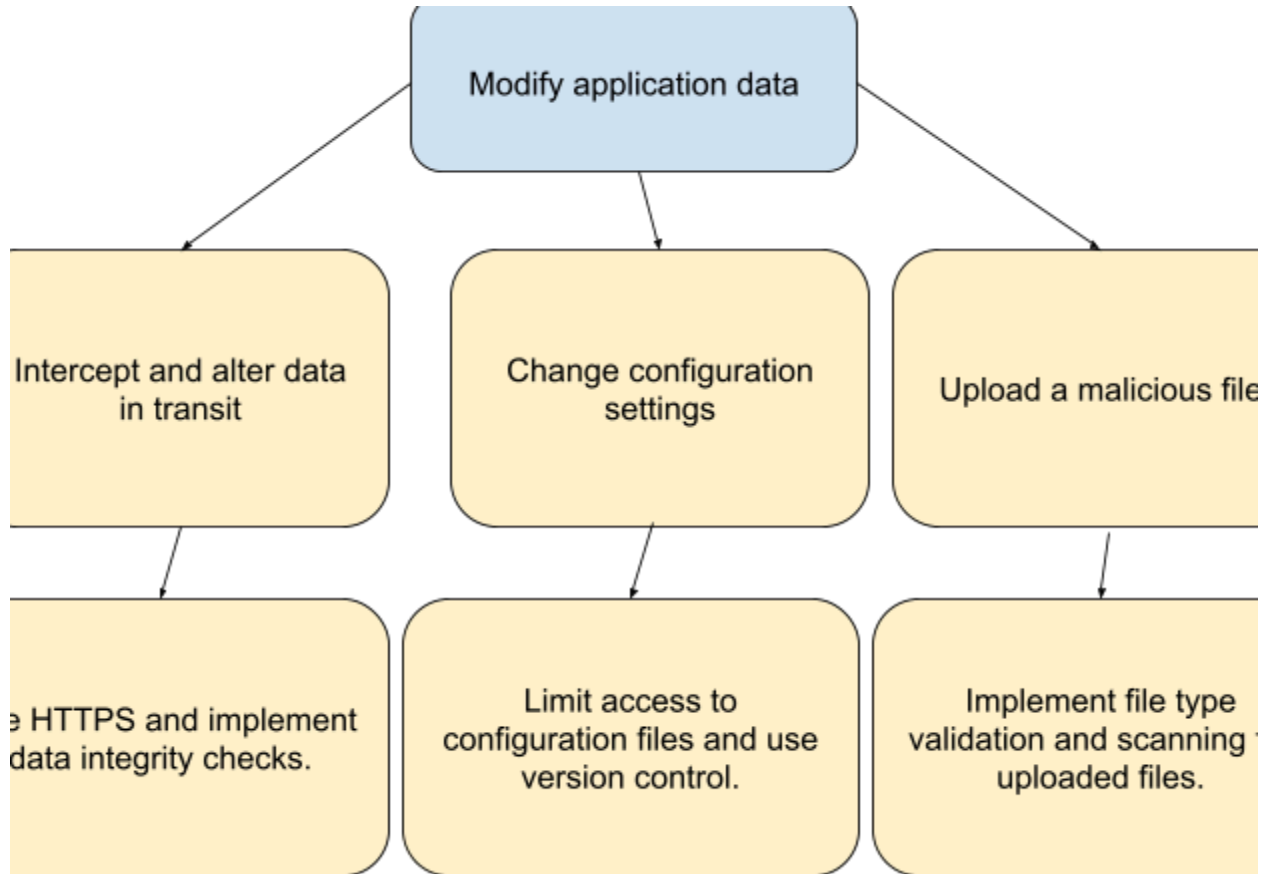 Modify application data
Intercept and alter data
in transit
Change configuration
settings
Upload a malicious file
e HTTPS and implement
data integrity checks.
Limit access to
configuration files and use
version control.
Implement file type
validation and scanning
uploaded files.